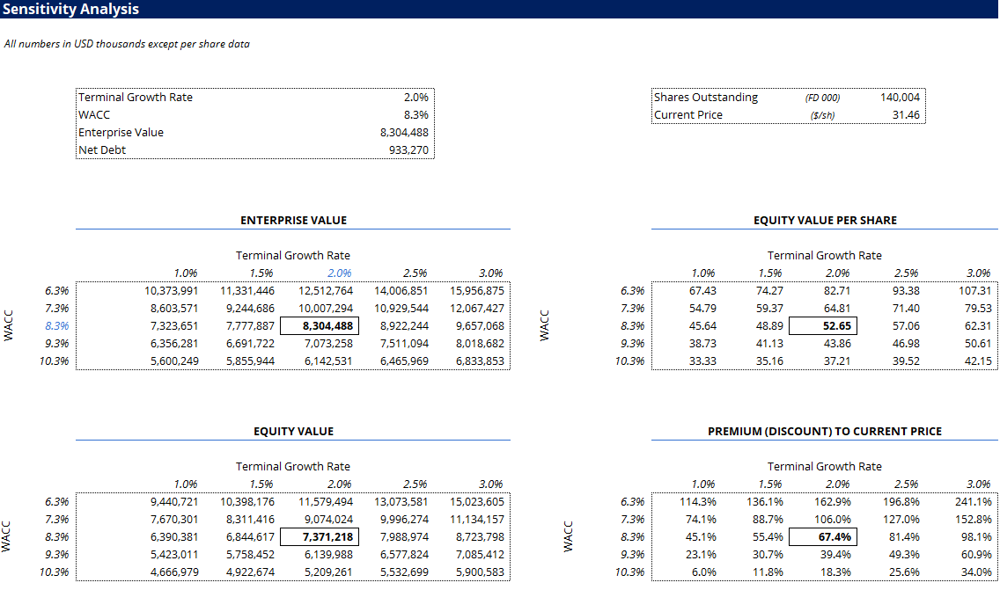 Sensitivity Analysis
All numbers in USD thousands except per share data
Terminal Growth Rate 2.0%
WACC 8.3%
Enterprise Value 8,304,488
Net Debt 933,270
Shares Outstanding (FD 000) 140,004
Current Price ($/sh) 31.46
ENTERPRISE VALUE
Terminal Growth Rate
1.0% 1.5% 2.0% 2.5% 3.0%
WACC
6.3% 10,373,991 11,331,446 12,512,764 14,006,851 15,956,875
7.3% 8,603,571 9,244,686 10,007,294 10,929,544 12,067,427
8.3% 7,323,651 7,777,887 8,304,488 8,922,244 9,657,068
9.3% 6,356,281 6,691,722 7,073,258 7,511,094 8,018,682
10.3% 5,600,249 5,855,944 6,142,531 6,465,969 6,833,853
EQUITY VALUE PER SHARE
Terminal Growth Rate
1.0% 1.5% 2.0% 2.5% 3.0%
WACC
6.3% 67.43 74.27 82.71 93.38 107.31
7.3% 54.79 59.37 64.81 71.40 79.53
8.3% 45.64 48.89 52.65 57.06 62.31
9.3% 38.73 41.13 43.86 46.98 50.61
10.3% 33.33 35.16 37.21 39.52 42.15
EQUITY VALUE
Terminal Growth Rate
1.0% 1.5% 2.0% 2.5% 3.0%
WACC
6.3% 9,440,721 10,398,176 11,579,494 13,073,581 15,023,605
7.3% 7,670,301 8,311,416 9,074,024 9,996,274 11,134,157
8.3% 6,390,381 6,844,617 7,371,218 7,988,974 8,723,798
9.3% 5,423,011 5,758,452 6,139,988 6,577,824 7,085,412
10.3% 4,666,979 4,922,674 5,209,261 5,532,699 5,900,583
PREMIUM (DISCOUNT) TO CURRENT PRICE
Terminal Growth Rate
1.0% 1.5% 2.0% 2.5% 3.0%
WACC
6.3% 114.3% 136.1% 162.9% 196.8% 241.1%
7.3% 74.1% 88.7% 106.0% 127.0% 152.8%
8.3% 45.1% 55.4% 67.4% 81.4% 98.1%
9.3% 23.1% 30.7% 39.4% 49.3% 60.9%
10.3% 6.0% 11.8% 18.3% 25.6% 34.0%